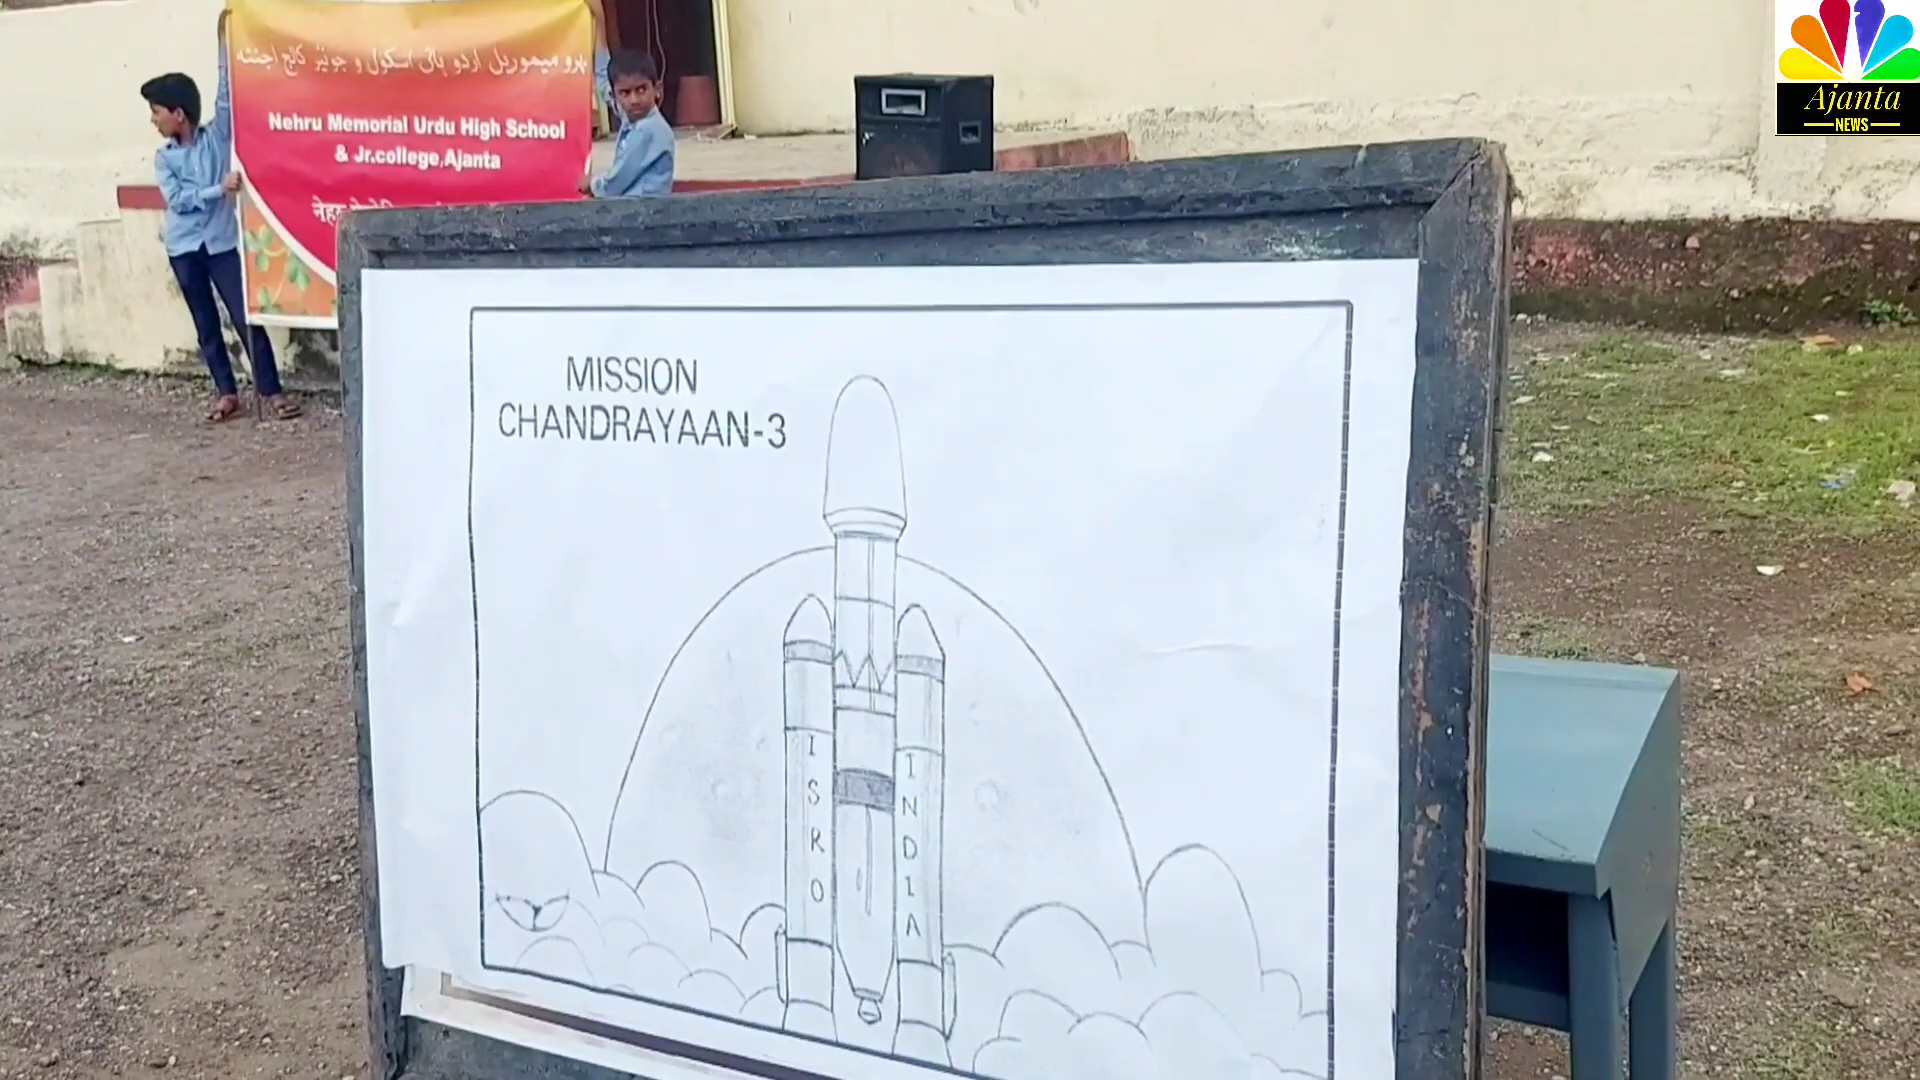 نہرو میموریل اردو ہائی اسکول و جونیئر کالج اجنٹہ
Nehru Memorial Urdu High School
& Jr.college,Ajanta
Ajanta
NEWS
MISSION
CHANDRAYAAN-3
ISRO
INDIA